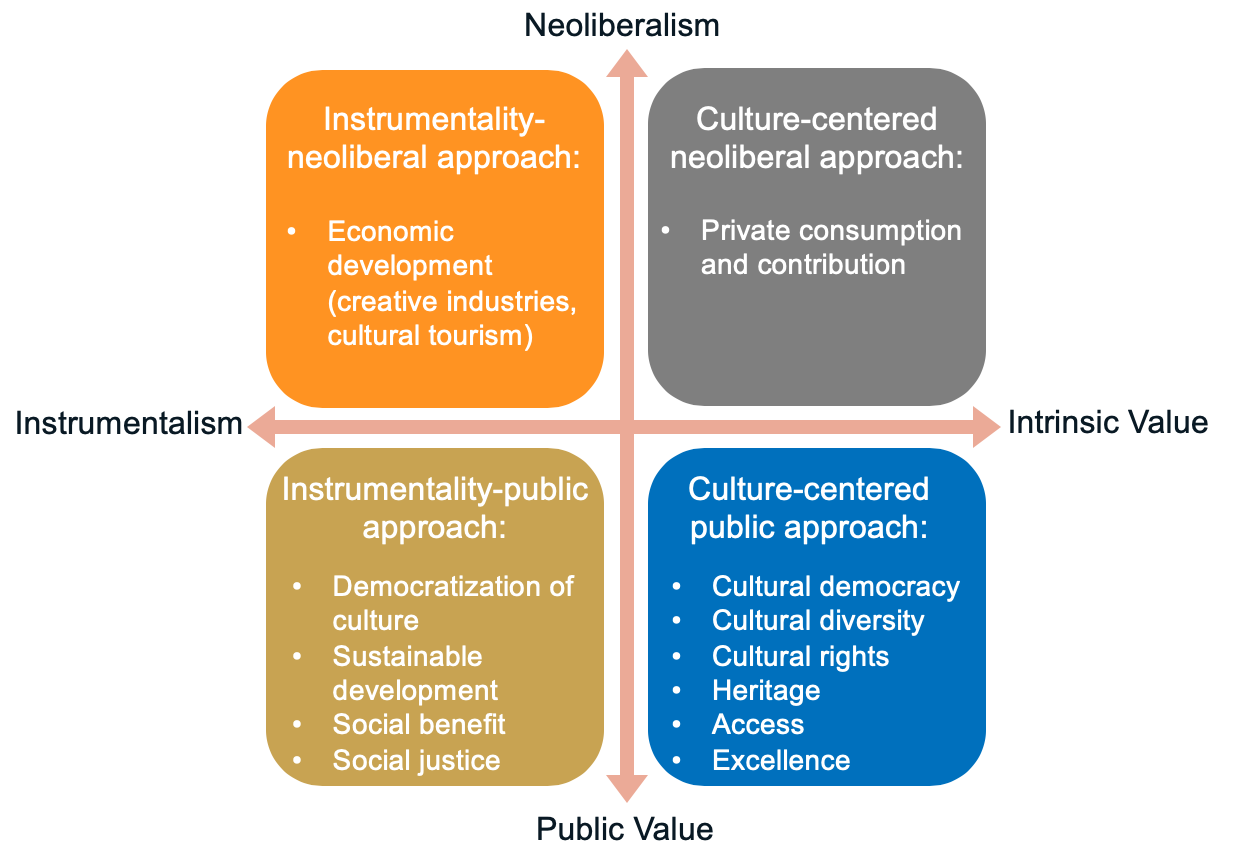 Neoliberalism
Instrumentality-
neoliberal approach:
• Economic
development
(creative industries,
cultural tourism)
Culture-centered
neoliberal approach:
• Private consumption
and contribution
Instrumentalism
Intrinsic Value
Instrumentality-public
approach:
• Democratization of
culture
• Sustainable
development
• Social benefit
• Social justice
Culture-centered
public approach:
• Cultural democracy
• Cultural diversity
• Cultural rights
• Heritage
• Access
• Excellence
Public Value